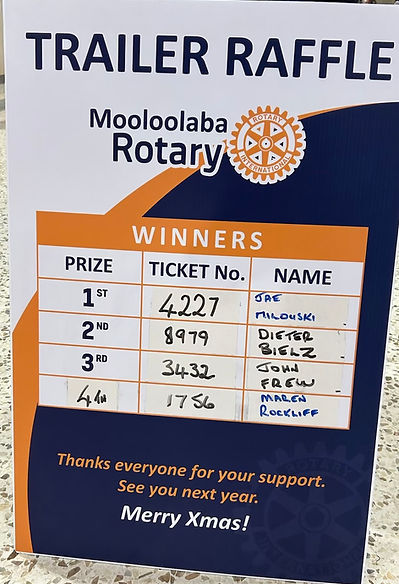 TRAILER RAFFLE
Mooloolaba
Rotary
ROTARY
INTERNATIONAL
WINNERS
PRIZE TICKET No. NAME
1ST 4227 JAE MILOUSKI
2ND 8979 DIETER BIELZ
3RD 3432 JOHN FREW
4TH 1756 MAREN ROCKLIFF
Thanks everyone for your support.
See you next year.
Merry Xmas!
ROTARY